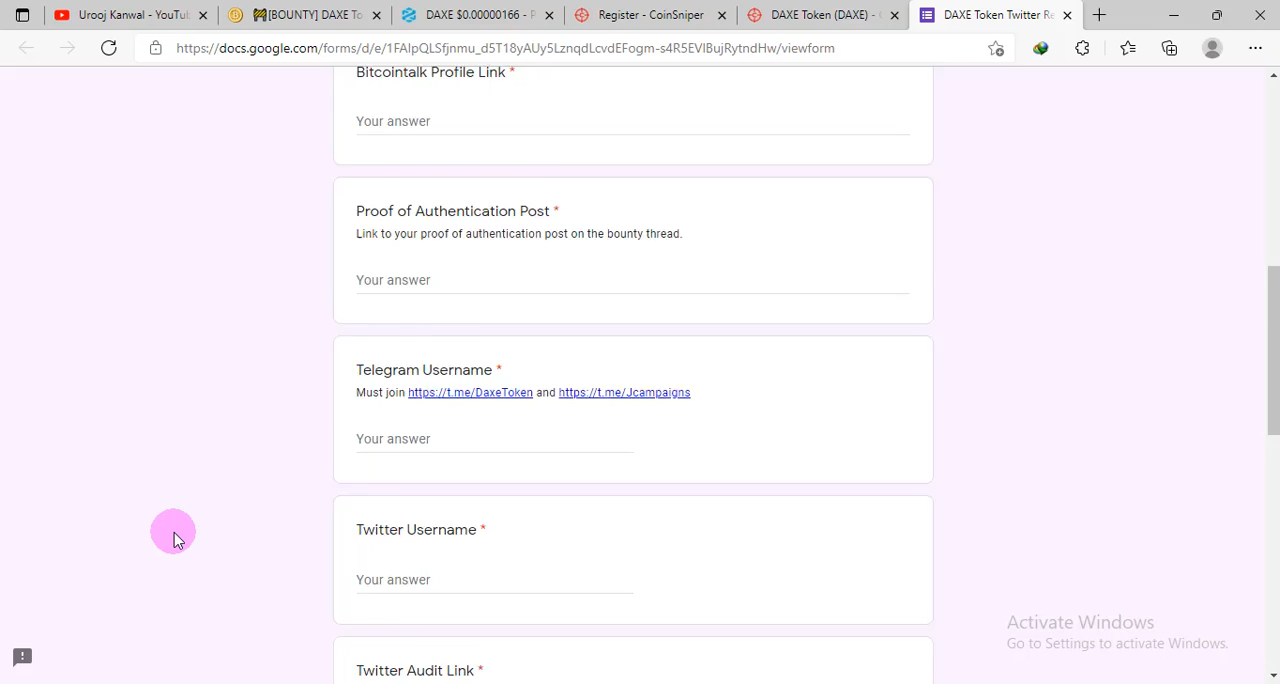 Urooj Kanwal - YouTu
[BOUNTY] DAXE To
DAXE $0.00000166 - P
Register - CoinSniper
DAXE Token (DAXE) -
DAXE Token Twitter Re
https://docs.google.com/forms/d/e/1FAIpQLSfjnmu_d5T18yAUy5LznqdLcvdEFogm-s4R5EVIBujRytndHw/viewform
Bitcointalk Profile Link *
Your answer
Proof of Authentication Post *
Link to your proof of authentication post on the bounty thread.
Your answer
Telegram Username *
Must join https://t.me/DaxeToken and https://t.me/Jcampaigns
Your answer
Twitter Username *
Your answer
Twitter Audit Link *
Activate Windows
Go to Settings to activate Windows.